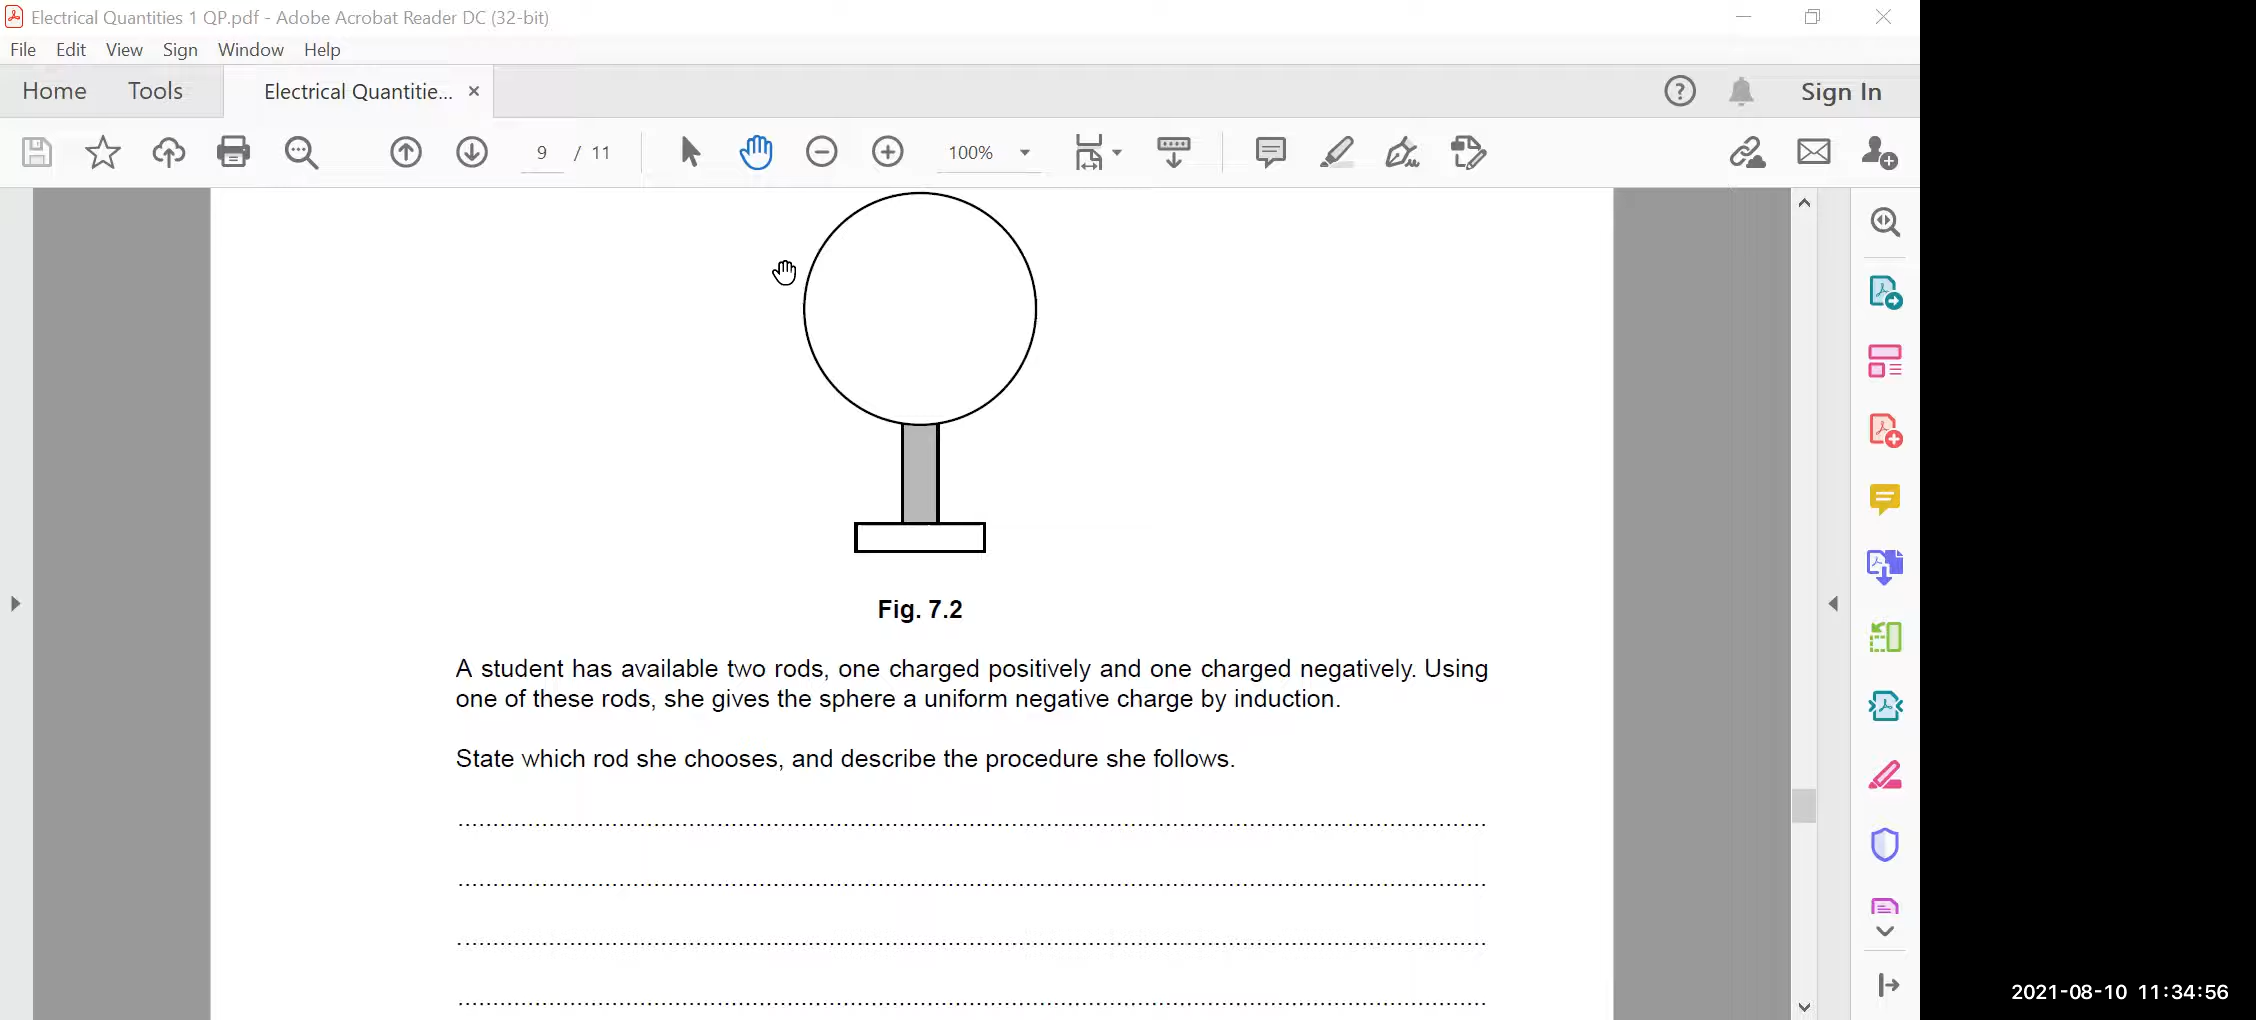 Electrical Quantities 1 QP.pdf - Adobe Acrobat Reader DC (32-bit)
File Edit View Sign Window Help
Home Tools Electrical Quantitie... × Sign In
9 / 11 100%
Fig. 7.2
A student has available two rods, one charged positively and one charged negatively. Using
one of these rods, she gives the sphere a uniform negative charge by induction.
State which rod she chooses, and describe the procedure she follows.
2021-08-10 11:34:56